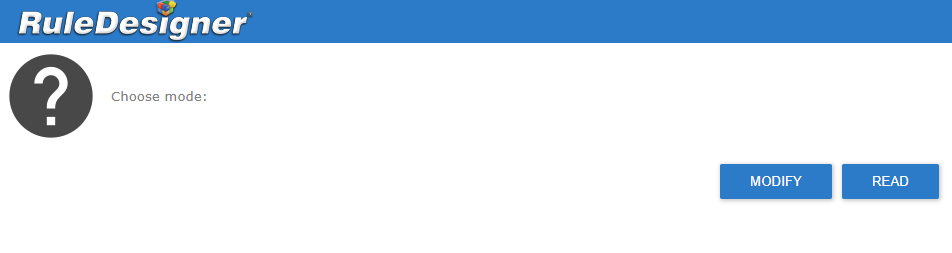 RuleDesigner
Choose mode:
MODIFY
READ